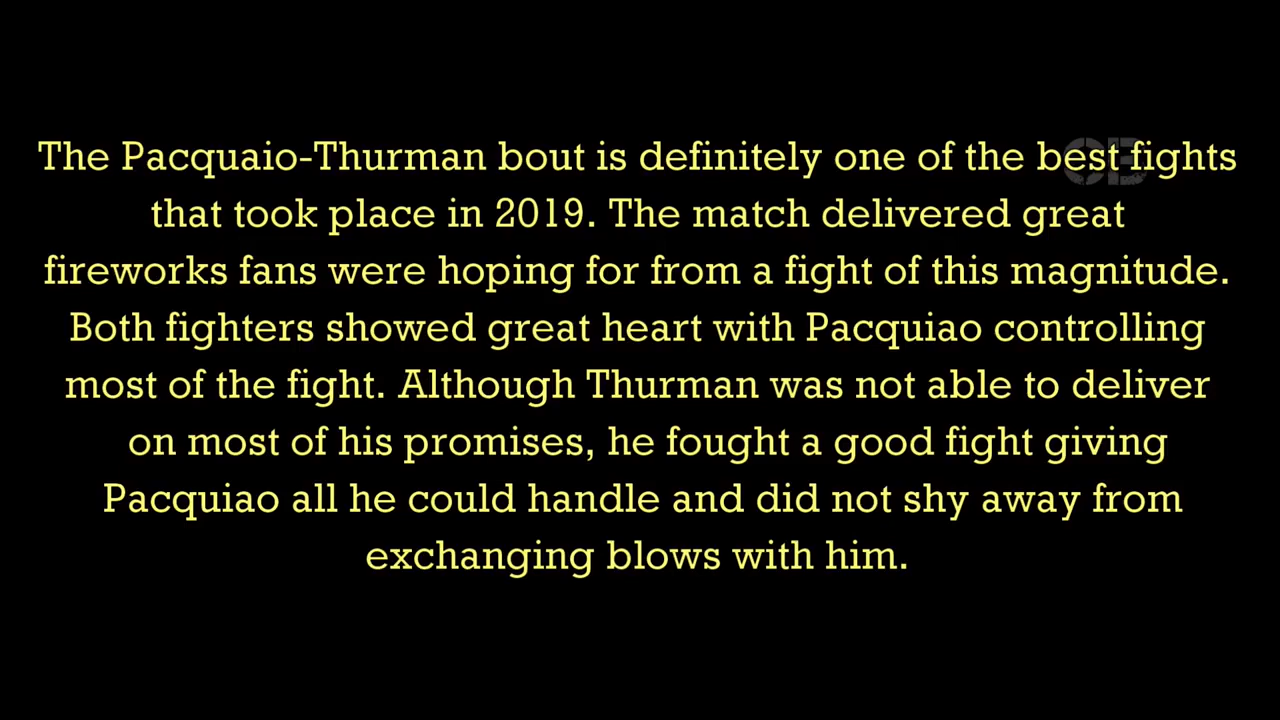 The Pacquaio-Thurman bout is definitely one of the best fights
that took place in 2019. The match delivered great
fireworks fans were hoping for from a fight of this magnitude.
Both fighters showed great heart with Pacquiao controlling
most of the fight. Although Thurman was not able to deliver
on most of his promises, he fought a good fight giving
Pacquiao all he could handle and did not shy away from
exchanging blows with him.